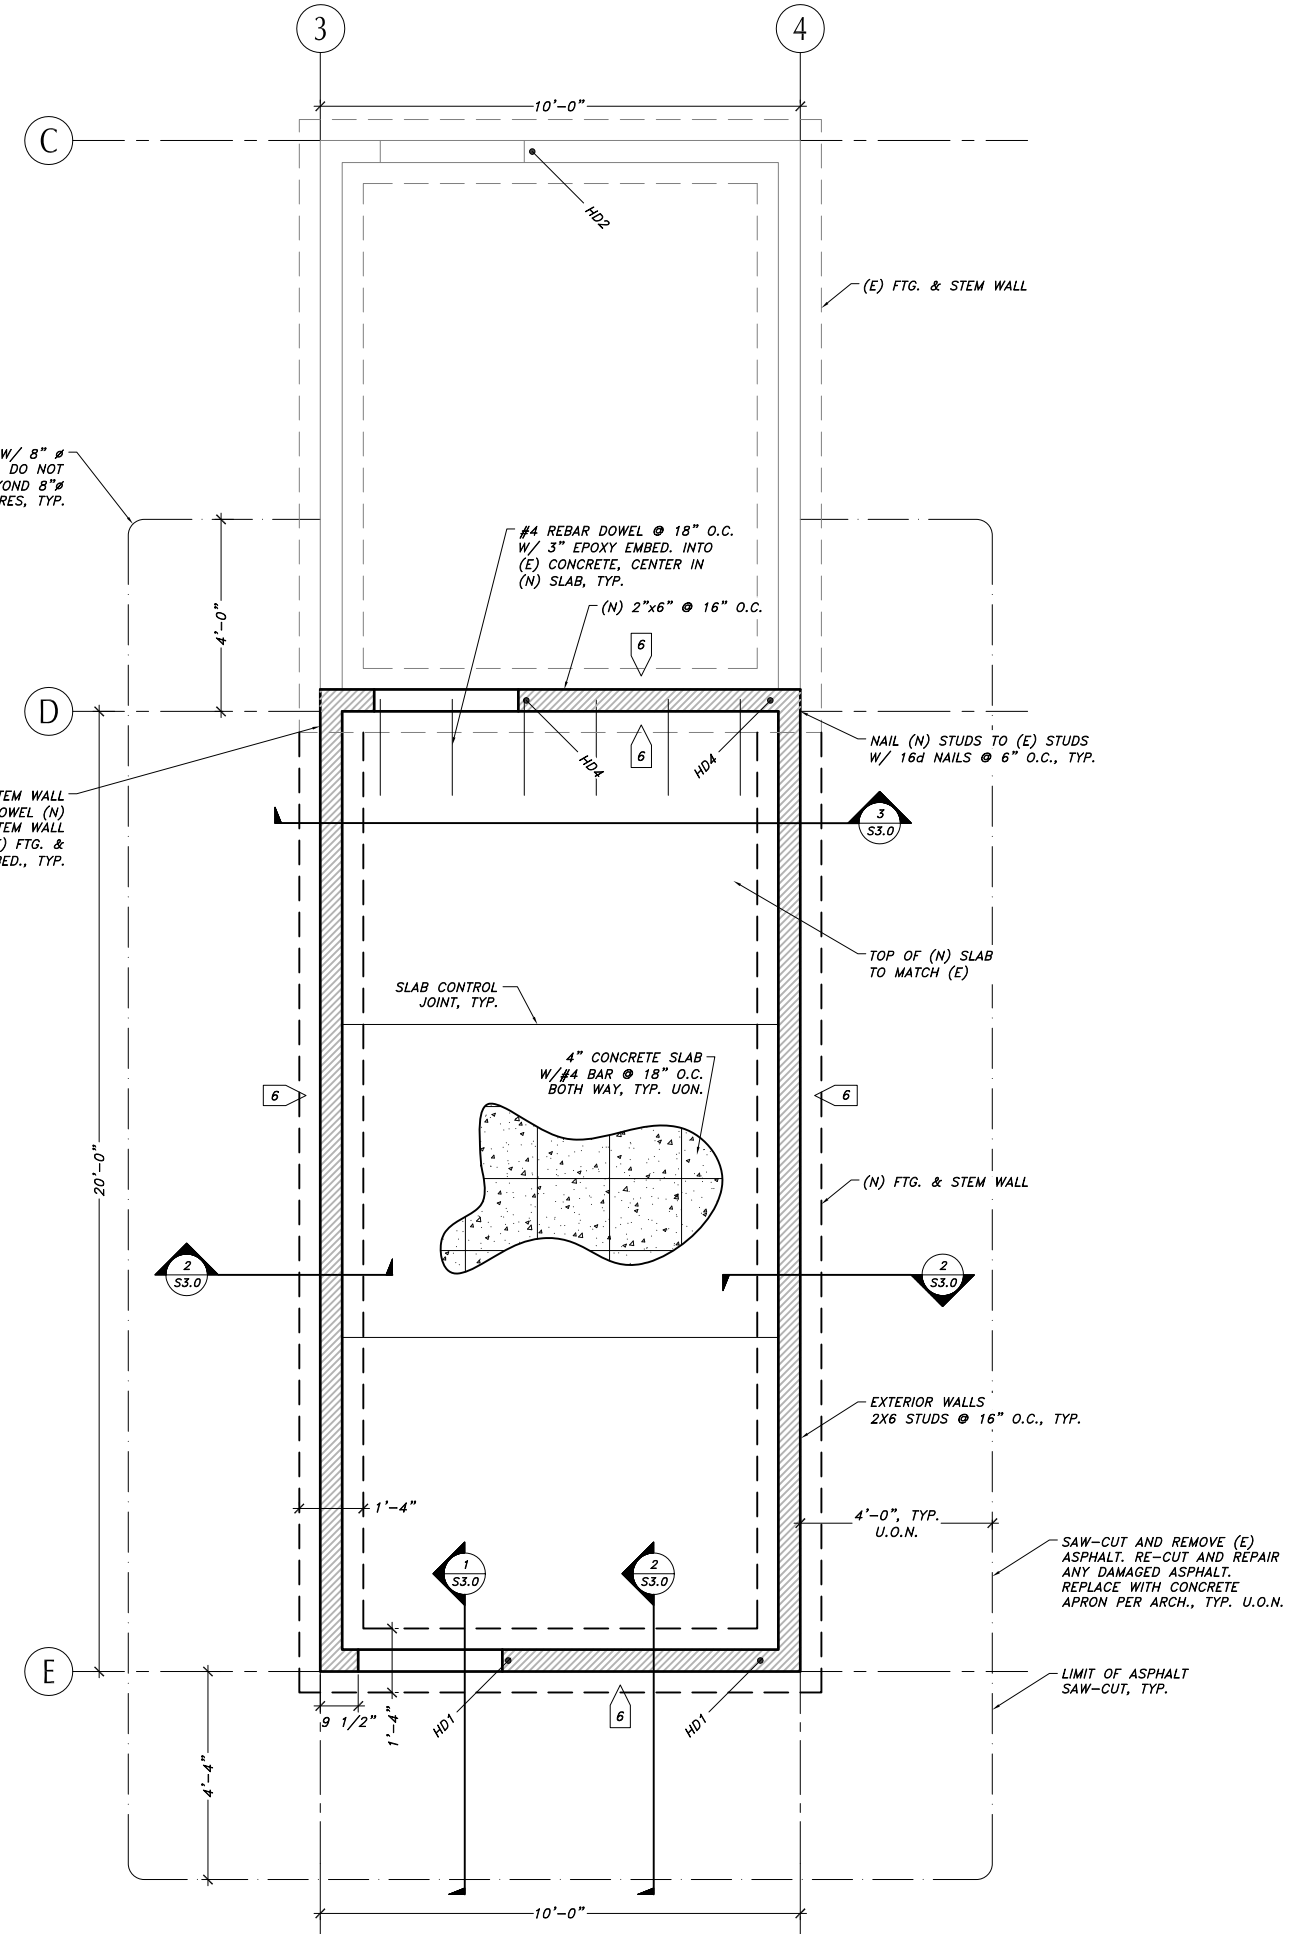 3
4
10'-0"
C
HD2
(E) FTG. & STEM WALL
W/ 8" ø
DO NOT
YOND 8"ø
RES, TYP.
#4 REBAR DOWEL @ 18" O.C.
W/ 3" EPOXY EMBED. INTO
(E) CONCRETE, CENTER IN
(N) SLAB, TYP.
(N) 2"x6" @ 16" O.C.
4'-0"
6
D
6
HD4
HD4
NAIL (N) STUDS TO (E) STUDS
W/ 16d NAILS @ 6" O.C., TYP.
TEM WALL
OWEL (N)
TEM WALL
) FTG. &
BED., TYP.
3
S3.0
TOP OF (N) SLAB
TO MATCH (E)
SLAB CONTROL
JOINT, TYP.
4" CONCRETE SLAB
W/#4 BAR @ 18" O.C.
BOTH WAY, TYP. UON.
6
6
20'-0"
(N) FTG. & STEM WALL
2
S3.0
2
S3.0
EXTERIOR WALLS
2X6 STUDS @ 16" O.C., TYP.
1'-4"
4'-0", TYP.
U.O.N.
SAW-CUT AND REMOVE (E)
ASPHALT. RE-CUT AND REPAIR
ANY DAMAGED ASPHALT.
REPLACE WITH CONCRETE
APRON PER ARCH., TYP. U.O.N.
1
S3.0
2
S3.0
E
LIMIT OF ASPHALT
SAW-CUT, TYP.
9 1/2"
1'-4"
HD1
6
HD1
4'-4"
10'-0"